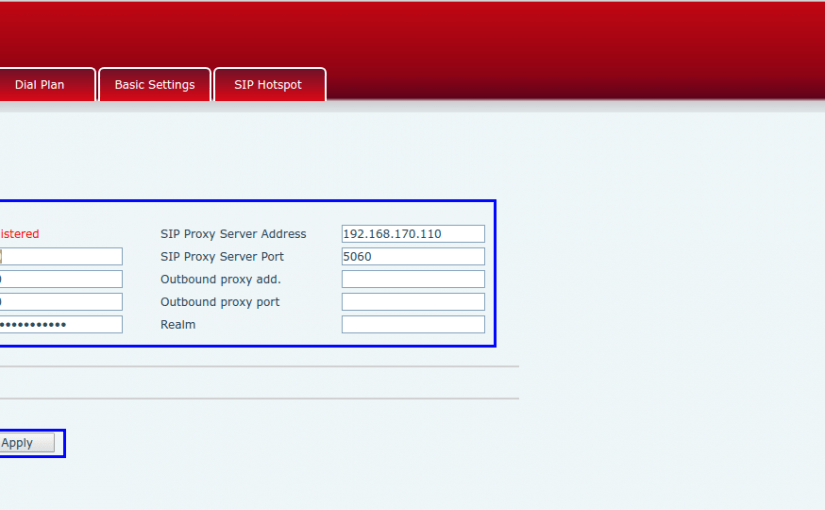 Dial Plan Basic Settings SIP Hotspot
istered SIP Proxy Server Address 192.168.170.110
SIP Proxy Server Port 5060
Outbound proxy add.
Outbound proxy port
•••••••••••• Realm
Apply